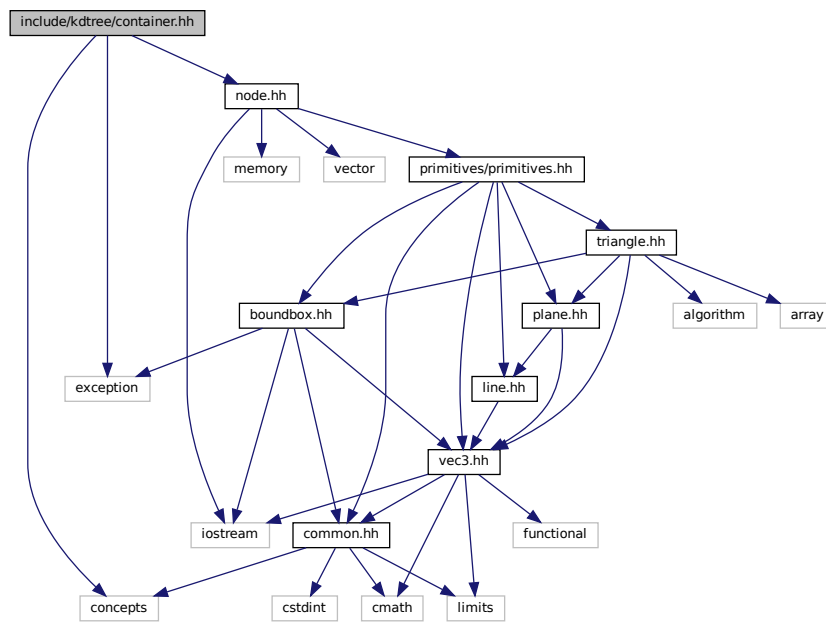 include/kdtree/container.hh
node.hh
memory
vector
primitives/primitives.hh
triangle.hh
boundbox.hh
plane.hh
algorithm
array
exception
line.hh
vec3.hh
iostream
common.hh
functional
concepts
cstdint
cmath
limits